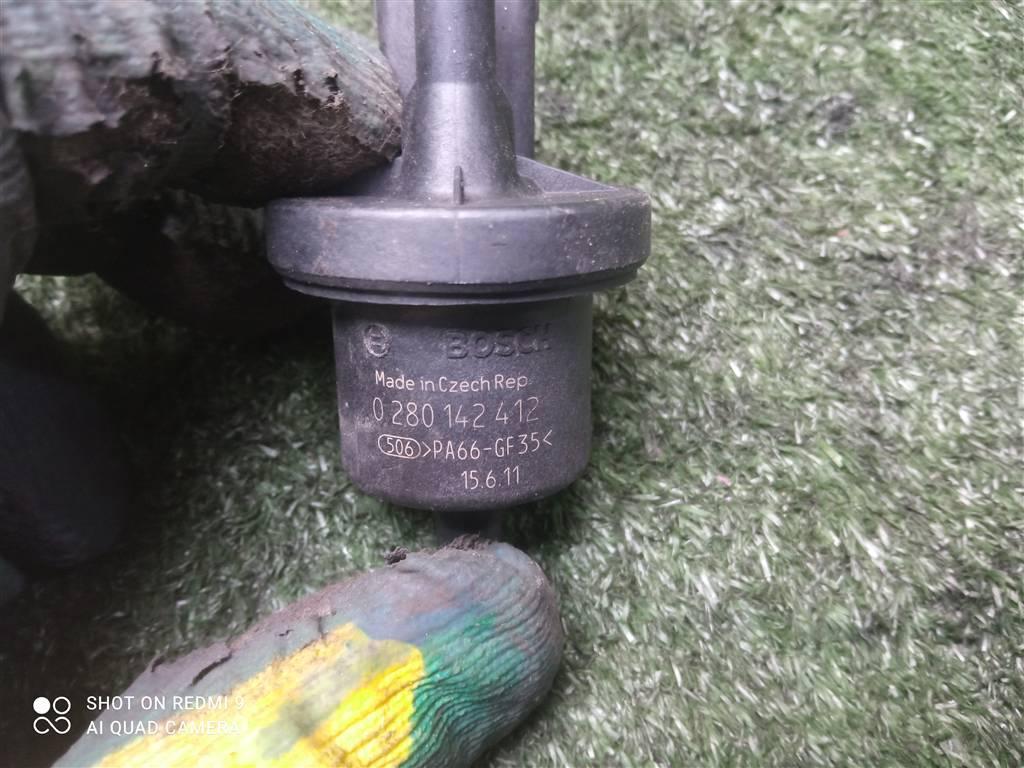 BOSCH
Made in Czech Rep
0 280 142 412
506 >PA66-GF35<
15.6.11
SHOT ON REDMI 9
AI QUAD CAMERA